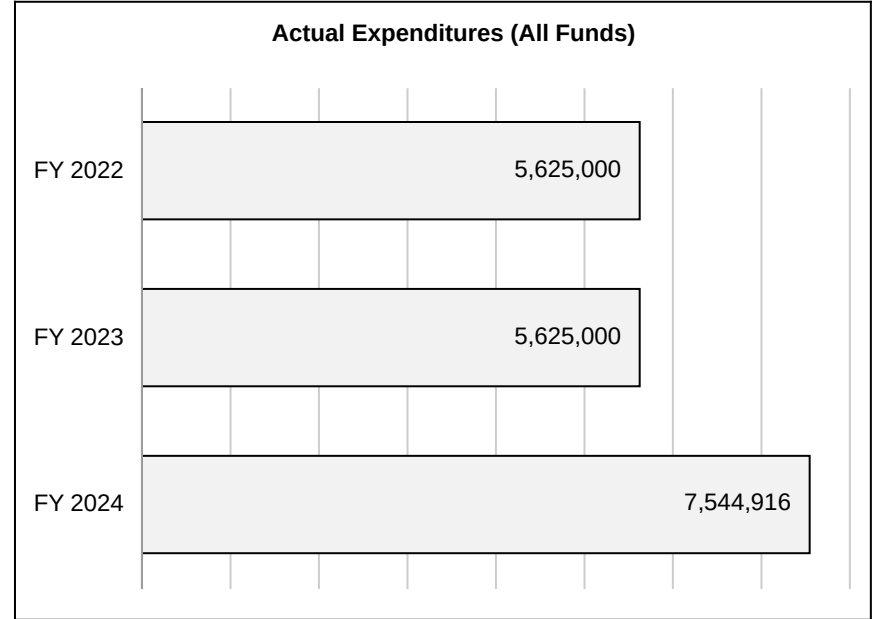 Actual Expenditures (All Funds)
FY 2022
5,625,000
FY 2023
5,625,000
FY 2024
7,544,916